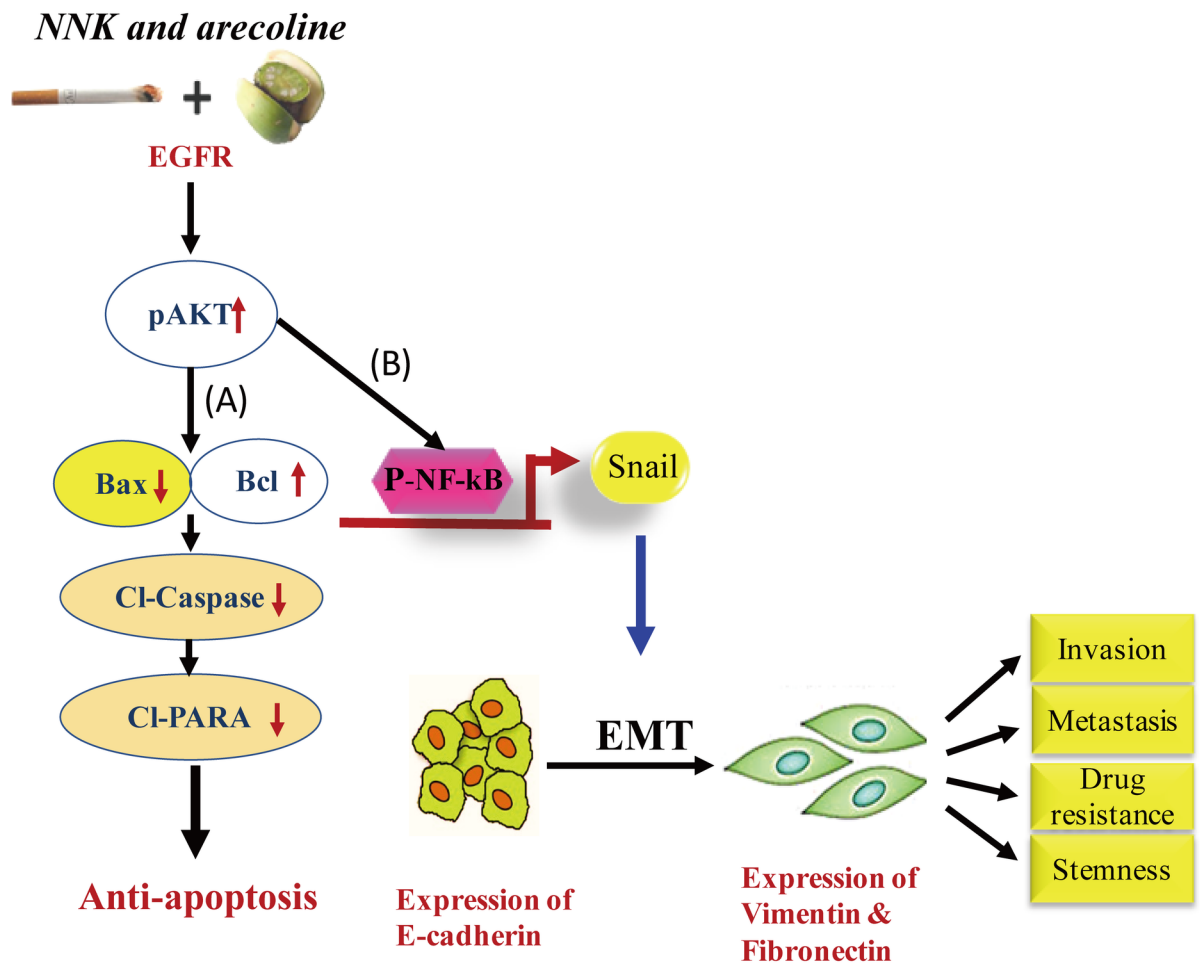 NNK and arecoline
+
EGFR
pAKT
(A)
(B)
Bax
Bcl
P-NF-kB
Snail
Cl-Caspase
Cl-PARA
Anti-apoptosis
EMT
Expression of
E-cadherin
Expression of
Vimentin &
Fibronectin
Invasion
Metastasis
Drug
resistance
Stemness